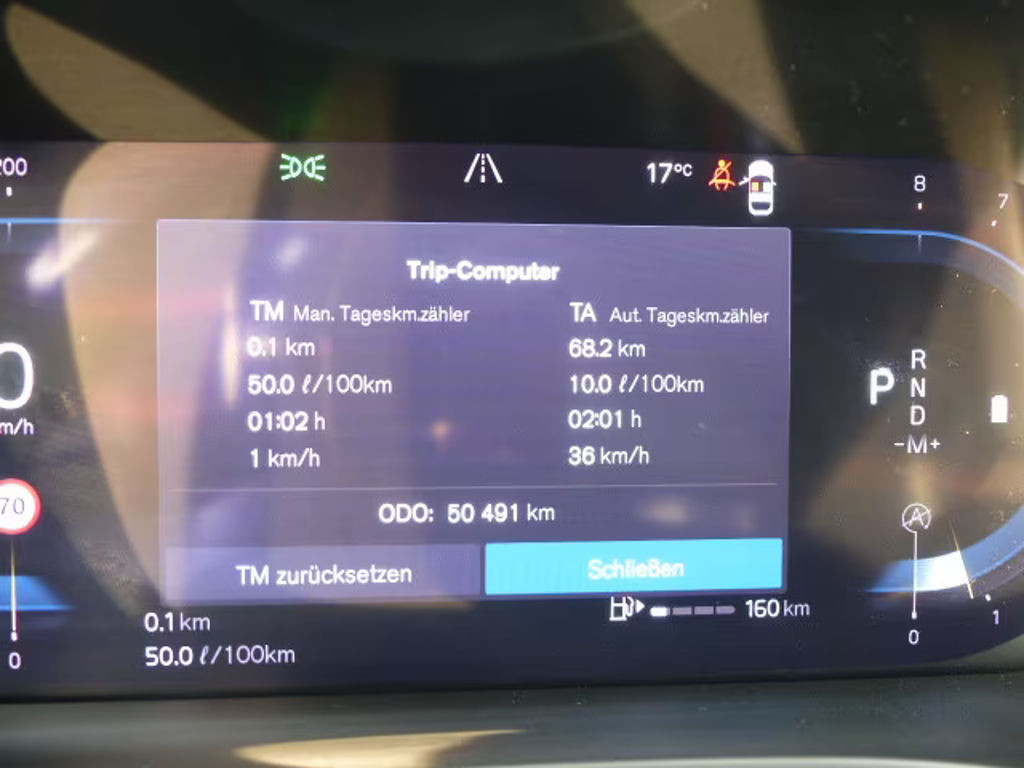 200
17°C
8
7
Trip-Computer
TM Man. Tageskm.zähler
TA Aut. Tageskm.zähler
0.1 km
68.2 km
50.0 ℓ/100km
10.0 ℓ/100km
01:02 h
02:01 h
1 km/h
36 km/h
ODO: 50 491 km
TM zurücksetzen
Schließen
0
m/h
70
0
P
R
N
D
-M+
A
0.1 km
50.0 ℓ/100km
160 km
0
1